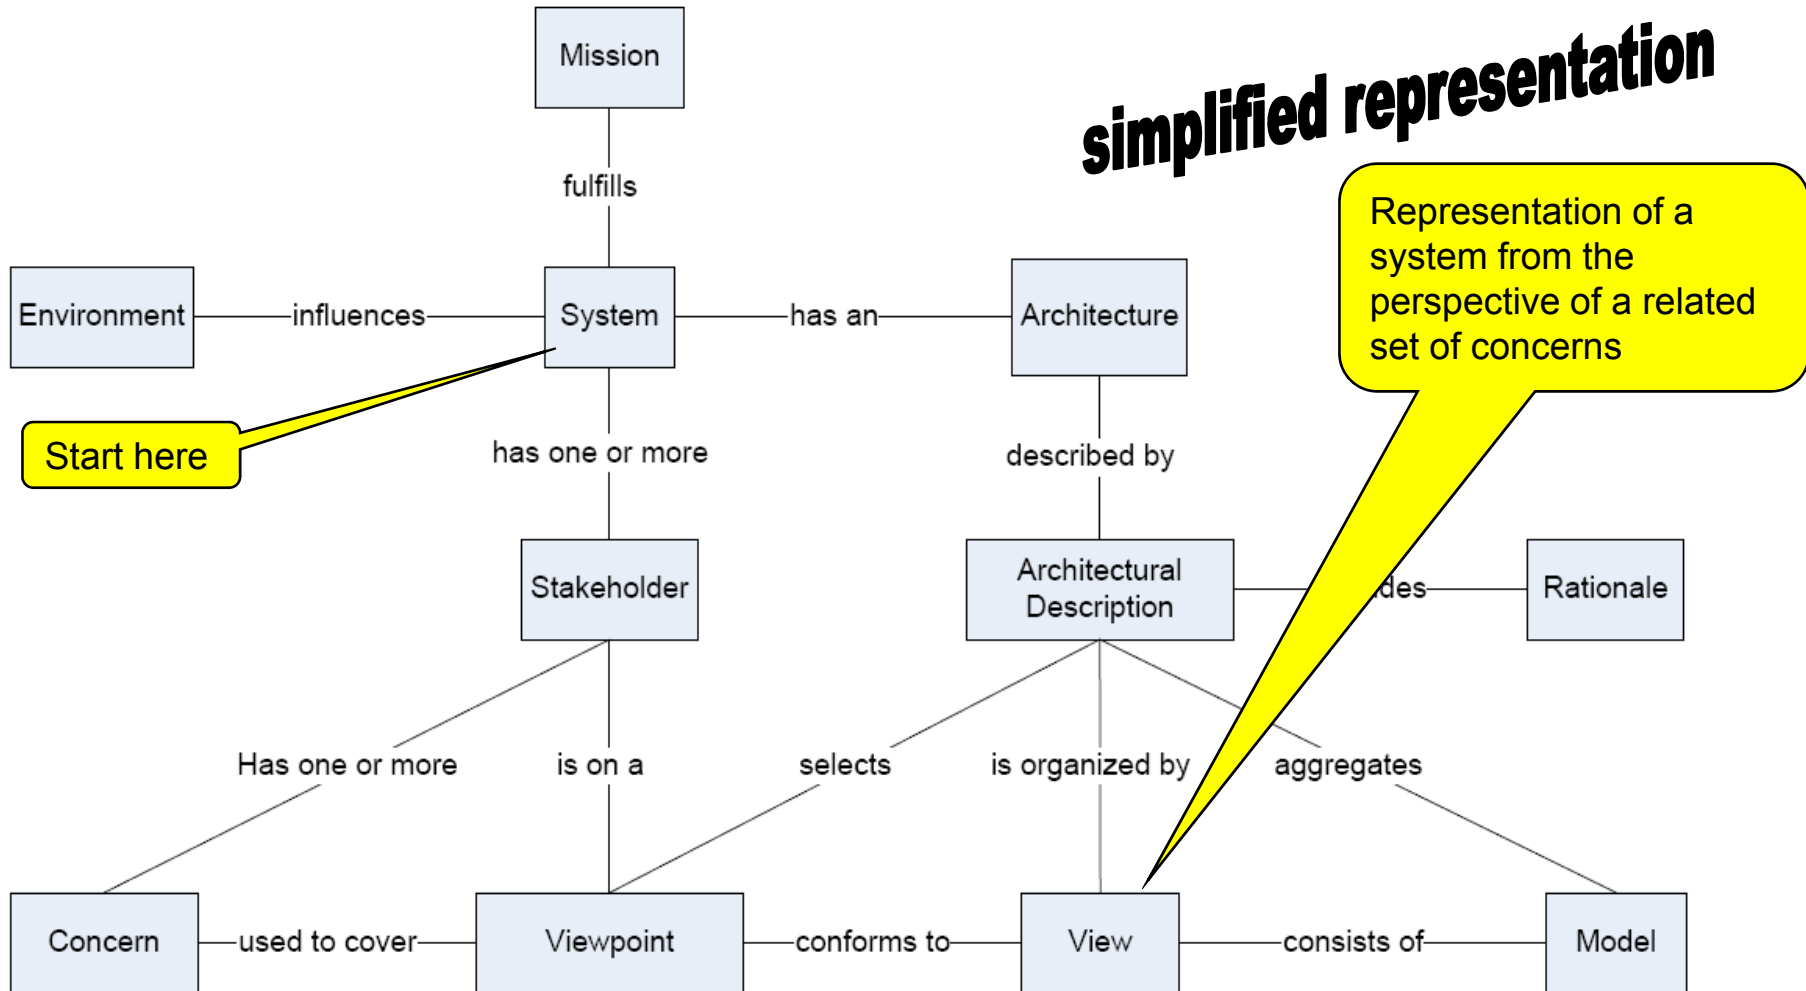 Mission
simplified representation
fulfills
Representation of a
system from the
perspective of a related
set of concerns
Environment
influences
System
has an
Architecture
Start here
has one or more
described by
Stakeholder
Architectural
Description
Rationale
Has one or more
is on a
selects
is organized by
aggregates
Concern
used to cover
Viewpoint
conforms to
View
consists of
Model